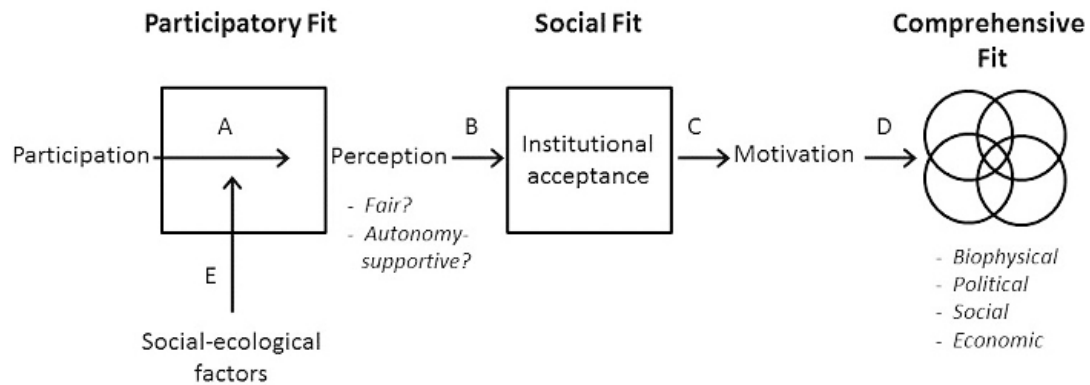 Participatory Fit
Social Fit
Comprehensive
Fit
A
B
C
D
Participation
Perception
Institutional
acceptance
Motivation
- Fair?
- Autonomy-
supportive?
E
Social-ecological
factors
- Biophysical
- Political
- Social
- Economic